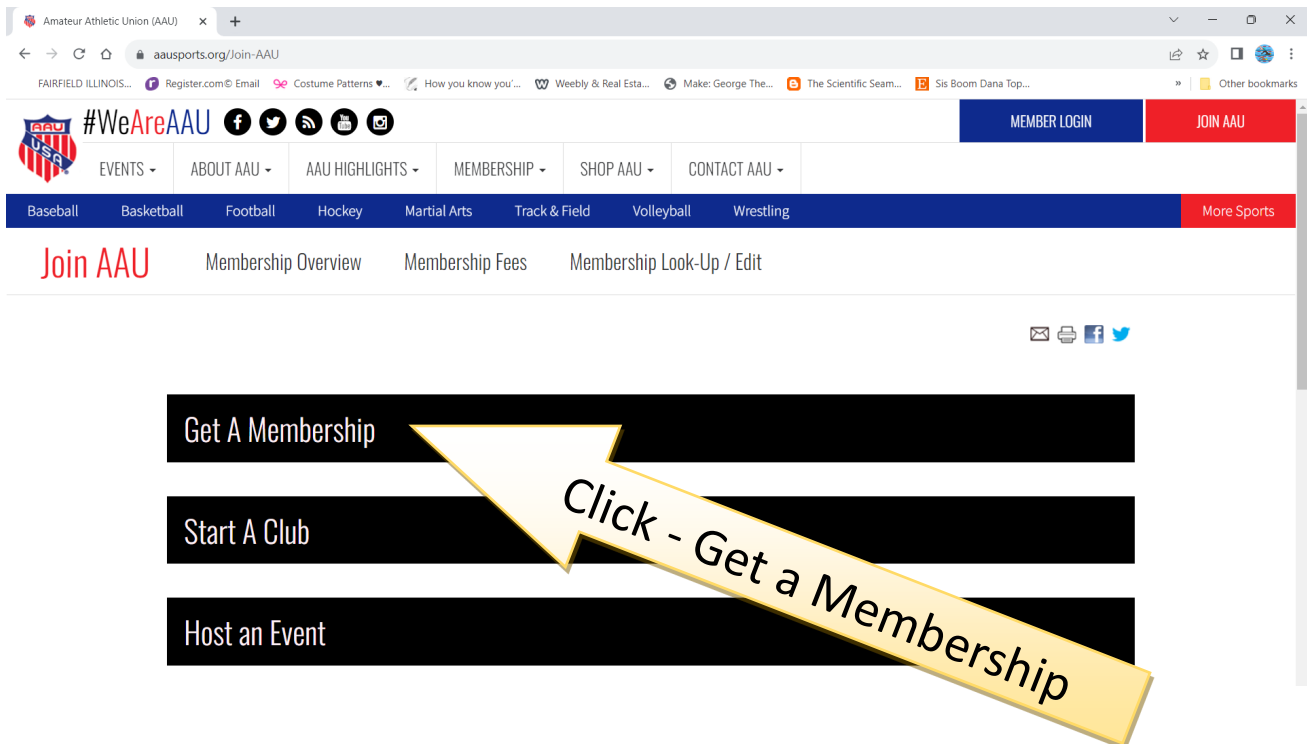 Amateur Athletic Union (AAU)
aausports.org/Join-AAU
FAIRFIELD ILLINOIS... Register.com© Email Costume Patterns ♥... How you know you'... Weebly & Real Esta... Make: George The... The Scientific Seam... Sis Boom Dana Top... » Other bookmarks
AAU USA
#WeAreAAU MEMBER LOGIN JOIN AAU
EVENTS ABOUT AAU AAU HIGHLIGHTS MEMBERSHIP SHOP AAU CONTACT AAU
Baseball Basketball Football Hockey Martial Arts Track & Field Volleyball Wrestling More Sports
Join AAU Membership Overview Membership Fees Membership Look-Up / Edit
Get A Membership
Click - Get a Membership
Start A Club
Host an Event